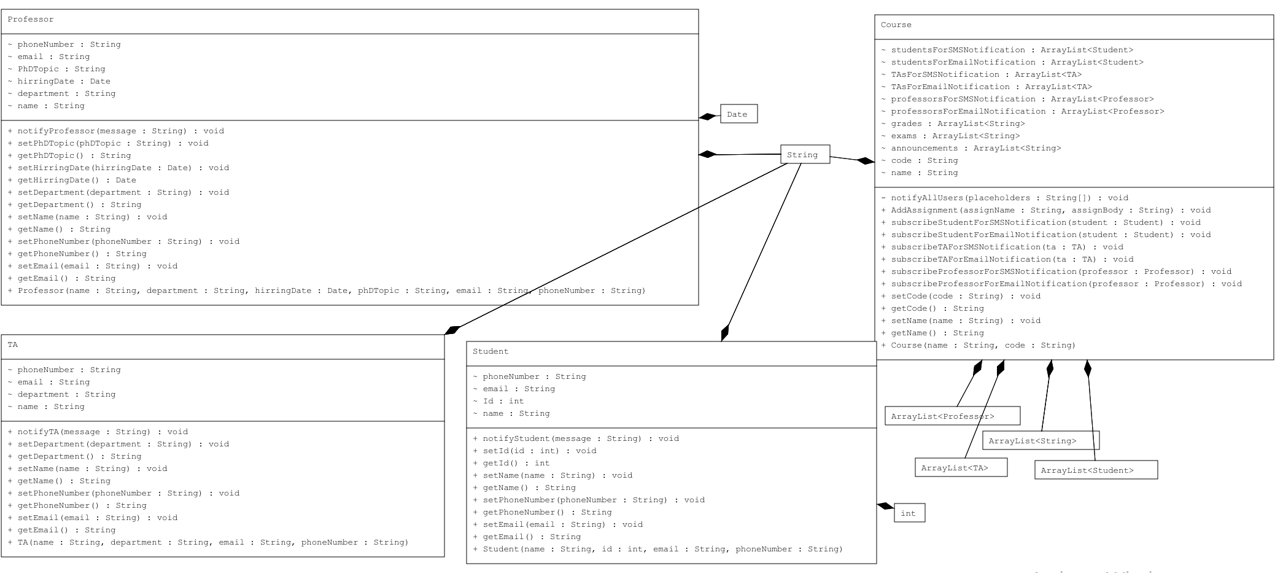 Professor
~ phoneNumber : String
~ email : String
~ PhDTopic : String
~ hirringDate : Date
~ department : String
~ name : String
+ notifyProfessor(message : String) : void
+ setPhDTopic(phDTopic : String) : void
+ getPhDTopic() : String
+ setHirringDate(hirringDate : Date) : void
+ getHirringDate() : Date
+ setDepartment(department : String) : void
+ getDepartment() : String
+ setName(name : String) : void
+ getName() : String
+ setPhoneNumber(phoneNumber : String) : void
+ getPhoneNumber() : String
+ setEmail(email : String) : void
+ getEmail() : String
+ Professor(name : String, department : String, hirringDate : Date, phDTopic : String, email : String, phoneNumber : String)
Date
String
Course
~ studentsForSMSNotification : ArrayList<Student>
~ studentsForEmailNotification : ArrayList<Student>
~ TAsForSMSNotification : ArrayList<TA>
~ TAsForEmailNotification : ArrayList<TA>
~ professorsForSMSNotification : ArrayList<Professor>
~ professorsForEmailNotification : ArrayList<Professor>
~ grades : ArrayList<String>
~ exams : ArrayList<String>
~ announcements : ArrayList<String>
~ code : String
~ name : String
- notifyAllUsers(placeholders : String[]) : void
+ AddAssignment(assignName : String, assignBody : String) : void
+ subscribeStudentForSMSNotification(student : Student) : void
+ subscribeStudentForEmailNotification(student : Student) : void
+ subscribeTAForSMSNotification(ta : TA) : void
+ subscribeTAForEmailNotification(ta : TA) : void
+ subscribeProfessorForSMSNotification(professor : Professor) : void
+ subscribeProfessorForEmailNotification(professor : Professor) : void
+ setCode(code : String) : void
+ getCode() : String
+ setName(name : String) : void
+ getName() : String
+ Course(name : String, code : String)
TA
~ phoneNumber : String
~ email : String
~ department : String
~ name : String
+ notifyTA(message : String) : void
+ setDepartment(department : String) : void
+ getDepartment() : String
+ setName(name : String) : void
+ getName() : String
+ setPhoneNumber(phoneNumber : String) : void
+ getPhoneNumber() : String
+ setEmail(email : String) : void
+ getEmail() : String
+ TA(name : String, department : String, email : String, phoneNumber : String)
Student
~ phoneNumber : String
~ email : String
~ Id : int
~ name : String
+ notifyStudent(message : String) : void
+ setId(id : int) : void
+ getId() : int
+ setName(name : String) : void
+ getName() : String
+ setPhoneNumber(phoneNumber : String) : void
+ getPhoneNumber() : String
+ setEmail(email : String) : void
+ getEmail() : String
+ Student(name : String, id : int, email : String, phoneNumber : String)
ArrayList<Professor>
ArrayList<String>
ArrayList<TA>
ArrayList<Student>
int